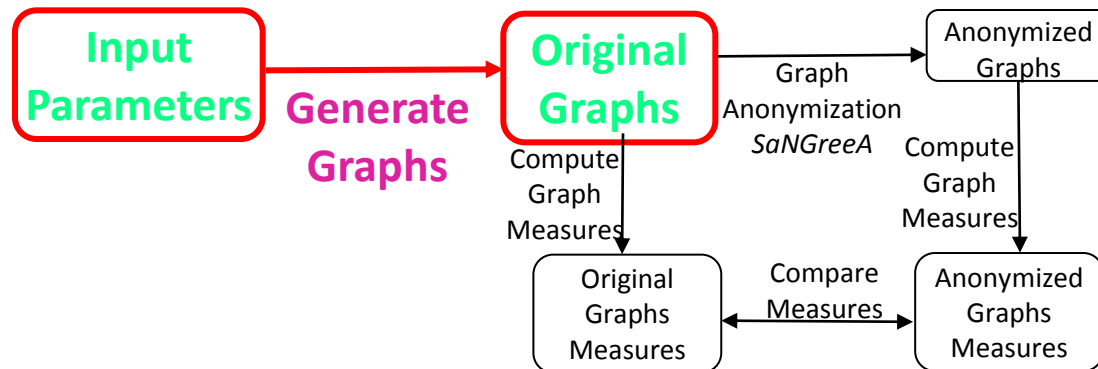 Input
Parameters
Generate
Graphs
Original
Graphs
Graph
Anonymization
SaNGreeA
Anonymized
Graphs
Compute
Graph
Measures
Compute
Graph
Measures
Original
Graphs
Measures
Compare
Measures
Anonymized
Graphs
Measures